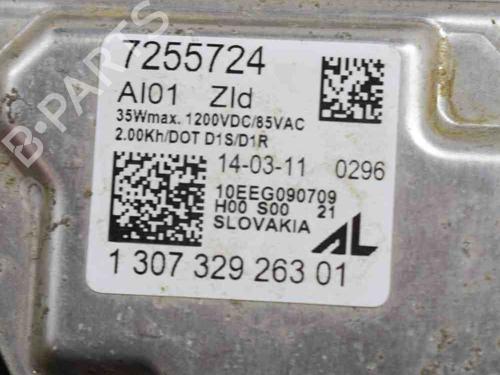 7255724
AI01 Zld
35Wmax. 1200VDC/85VAC
2.00Kh/DOT D1S/D1R
14-03-11 0296
10EEG090709
H00 S00 21
SLOVAKIA
AL
1 307 329 263 01